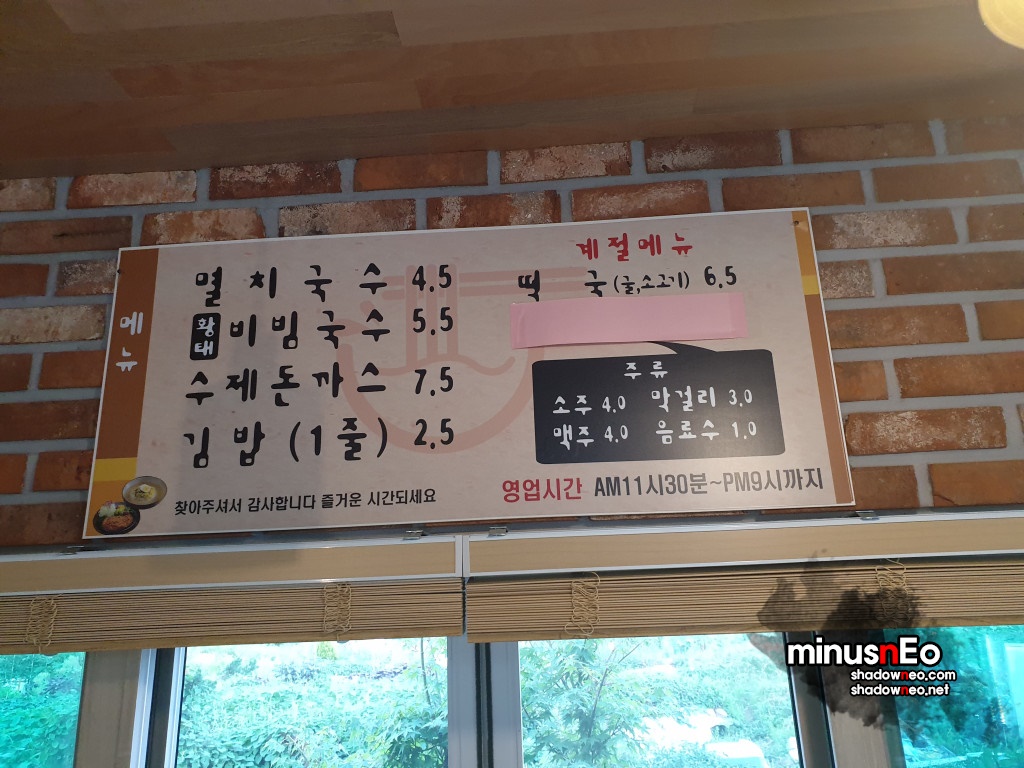 메뉴
멸치국수 4.5
황태 비빔국수 5.5
수제돈까스 7.5
김밥(1줄) 2.5
찾아주셔서 감사합니다 즐거운 시간되세요
계절메뉴
떡국(굴,소고기) 6.5
주류
소주 4.0 막걸리 3.0
맥주 4.0 음료수 1.0
영업시간 AM11시30분~PM9시까지
minusnEo
shadowneo.com
shadowneo.net